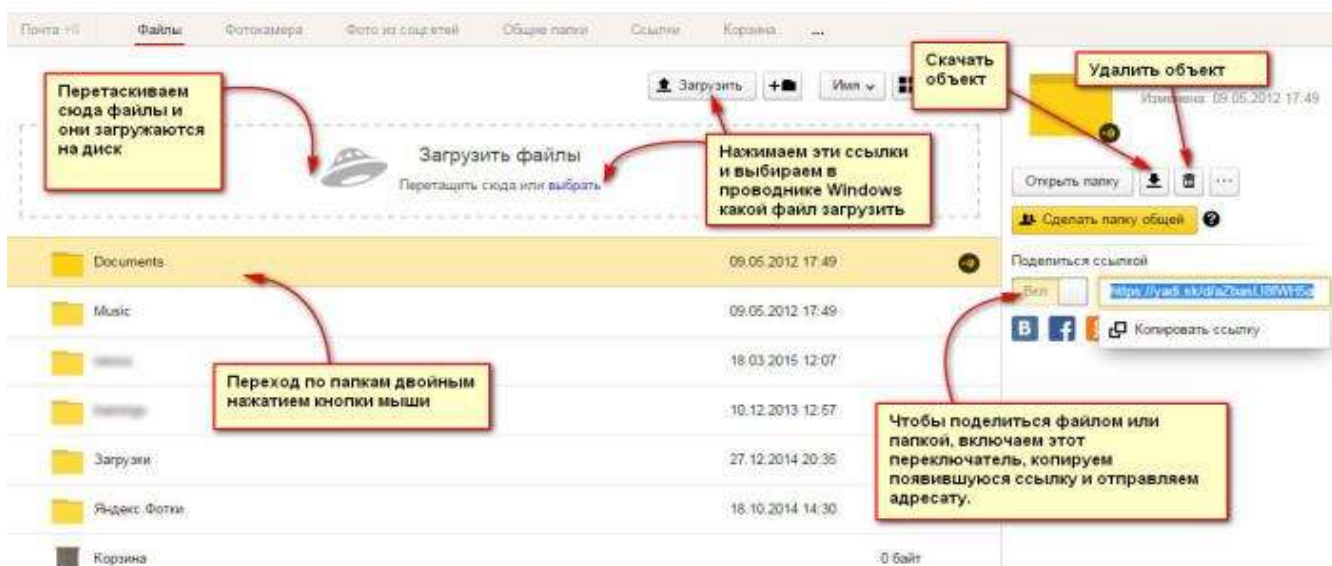 Почта
Файлы
Фотокамера
Фото из соцсетей
Общие папки
Ссылки
Корзина
...
Перетаскиваем
сюда файлы и
они загружаются
на диск
Загрузить
Имя
Скачать
объект
Удалить объект
Изменена: 09.05.2012 17:49
Загрузить файлы
Перетащить сюда или выбрать
Нажимаем эти ссылки
и выбираем в
проводнике Windows
какой файл загрузить
Открыть папку
Сделать папку общей
Documents 09.05.2012 17:49
Поделиться ссылкой
Вкл
Music 09.05.2012 17:49
Копировать ссылку
18.03.2015 12:07
Переход по папкам двойным
нажатием кнопки мыши
10.12.2013 12:57
Чтобы поделиться файлом или
папкой, включаем этот
переключатель, копируем
появившуюся ссылку и отправляем
адресату.
Загрузки 27.12.2014 20:35
Яндекс.Фотки 18.10.2014 14:30
Корзина 0 байт